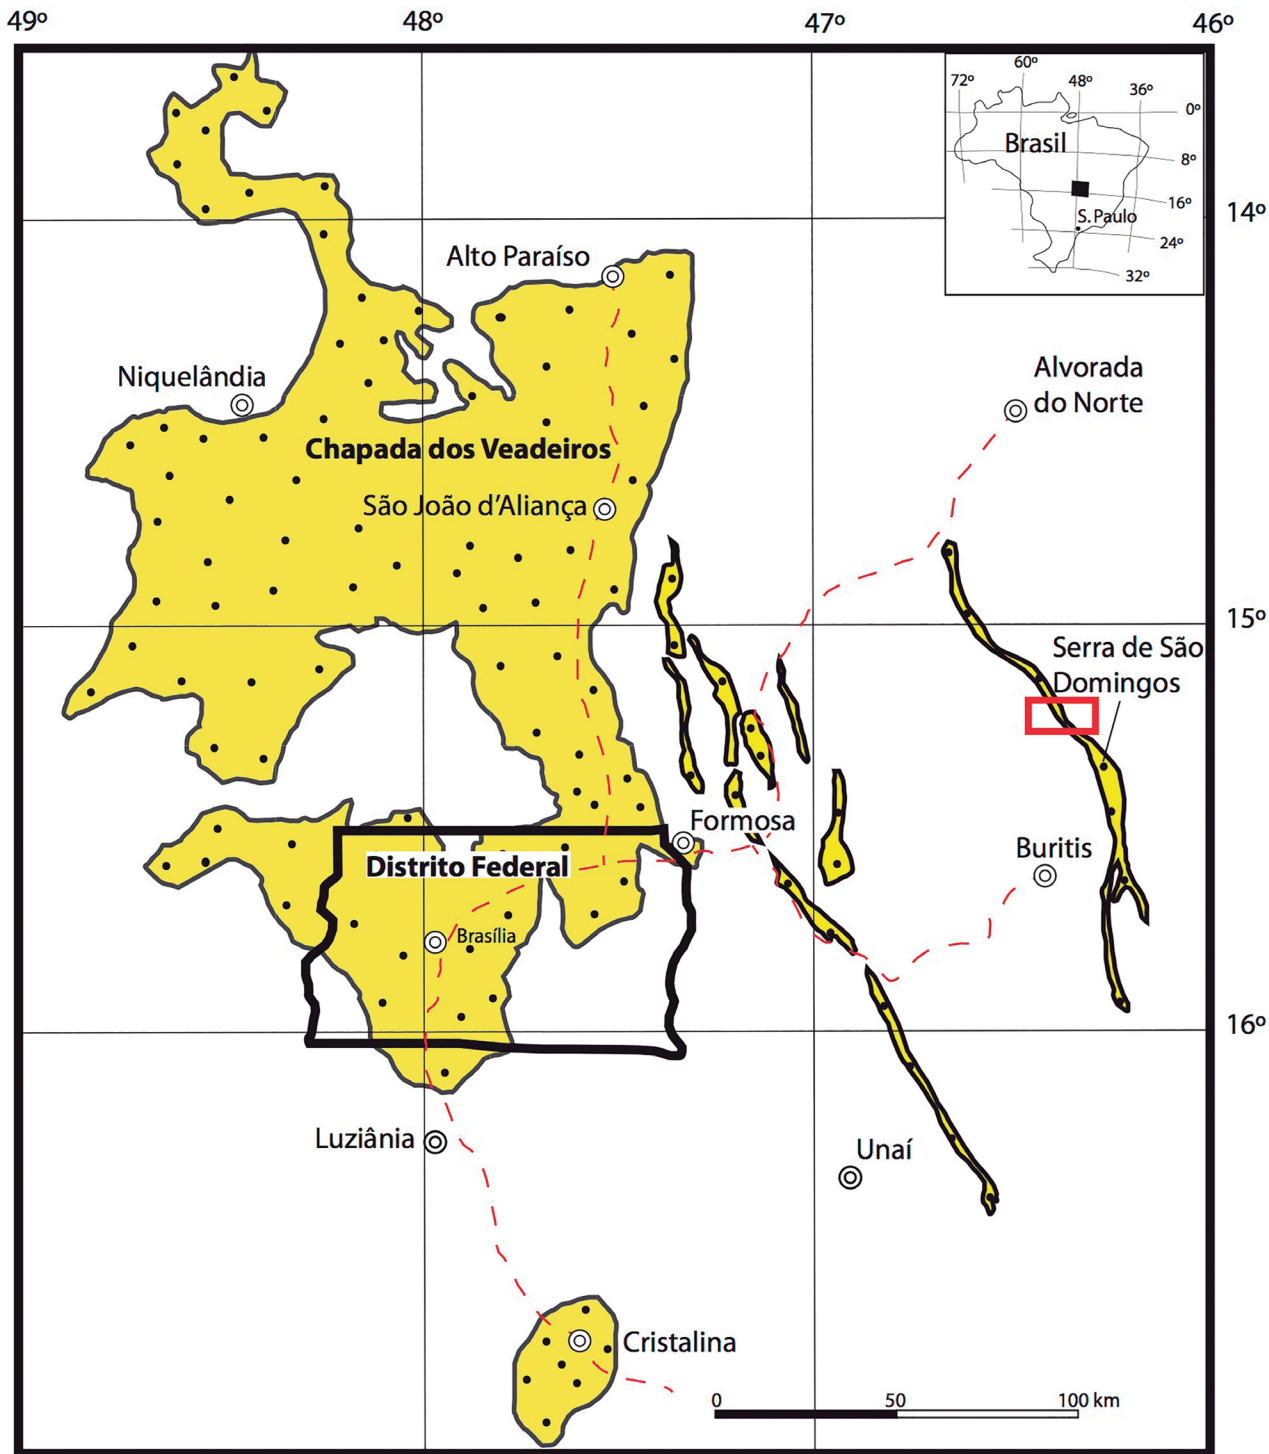 49º
48º
47º
46º
72º
60º
48º
36º
0º
Brasil
8º
16º
S. Paulo
24º
32º
14º
Alto Paraíso
Niquelândia
Alvorada
do Norte
Chapada dos Veadeiros
São João d'Aliança
15º
Serra de São
Domingos
Formosa
Buritis
Distrito Federal
Brasília
16º
Luziânia
Unaí
Cristalina
0
50
100 km